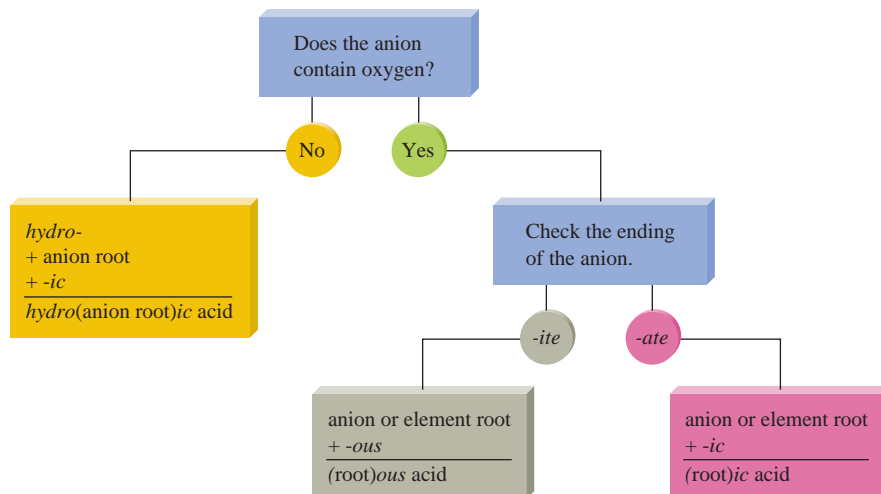 Does the anion
contain oxygen?
No
Yes
hydro-
+ anion root
+ -ic
hydro(anion root)ic acid
Check the ending
of the anion.
-ite
-ate
anion or element root
+ -ous
(root)ous acid
anion or element root
+ -ic
(root)ic acid